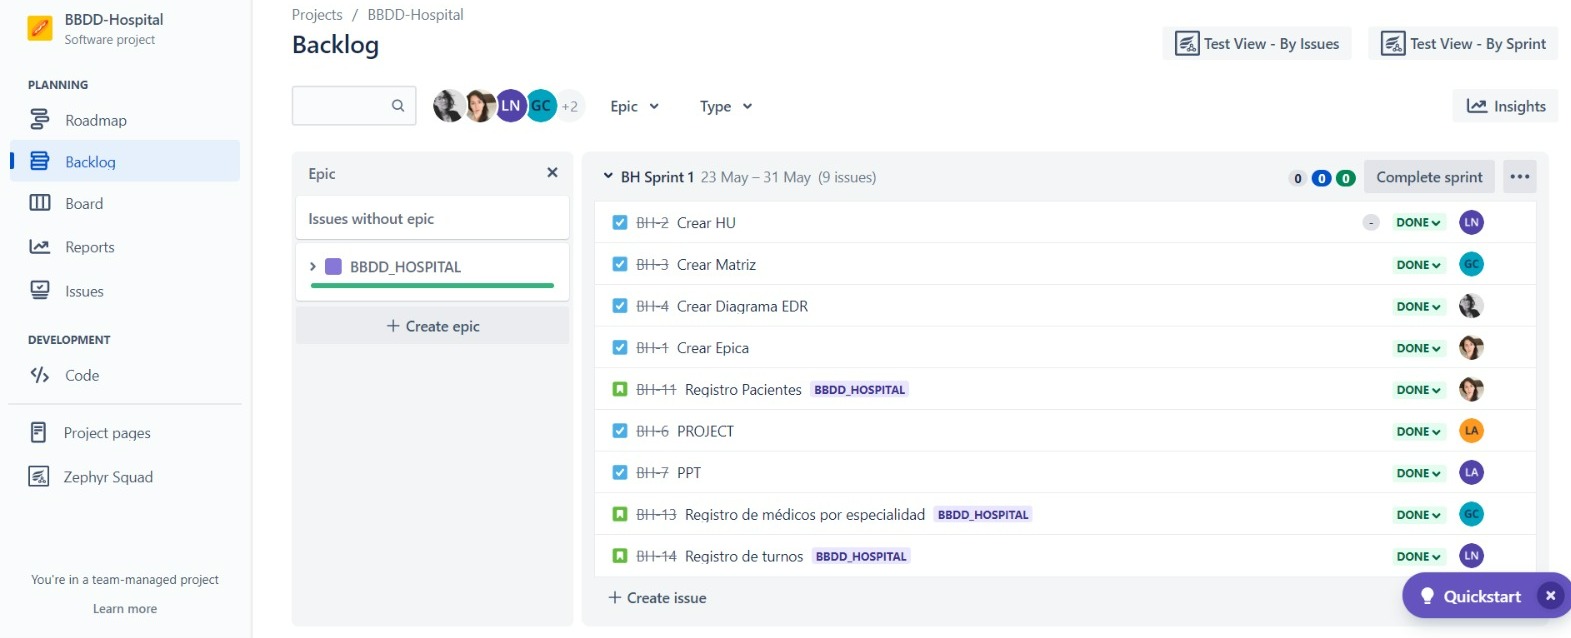 BBDD-Hospital
Software project
PLANNING
Roadmap
Backlog
Board
Reports
Issues
DEVELOPMENT
Code
Project pages
Zephyr Squad
You're in a team-managed project
Learn more
Projects / BBDD-Hospital
Backlog
Test View - By Issues
Test View - By Sprint
LN GC +2 Epic Type
Insights
Epic
Issues without epic
BBDD_HOSPITAL
+ Create epic
BH Sprint 1 23 May – 31 May (9 issues) 0 0 0 Complete sprint •••
BH-2 Crear HU - DONE LN
BH-3 Crear Matriz DONE GC
BH-4 Crear Diagrama EDR DONE
BH-1 Crear Epica DONE
BH-11 Registro Pacientes BBDD_HOSPITAL DONE
BH-6 PROJECT DONE LA
BH-7 PPT DONE LA
BH-13 Registro de médicos por especialidad BBDD_HOSPITAL DONE GC
BH-14 Registro de turnos BBDD_HOSPITAL DONE LN
+ Create issue
Quickstart